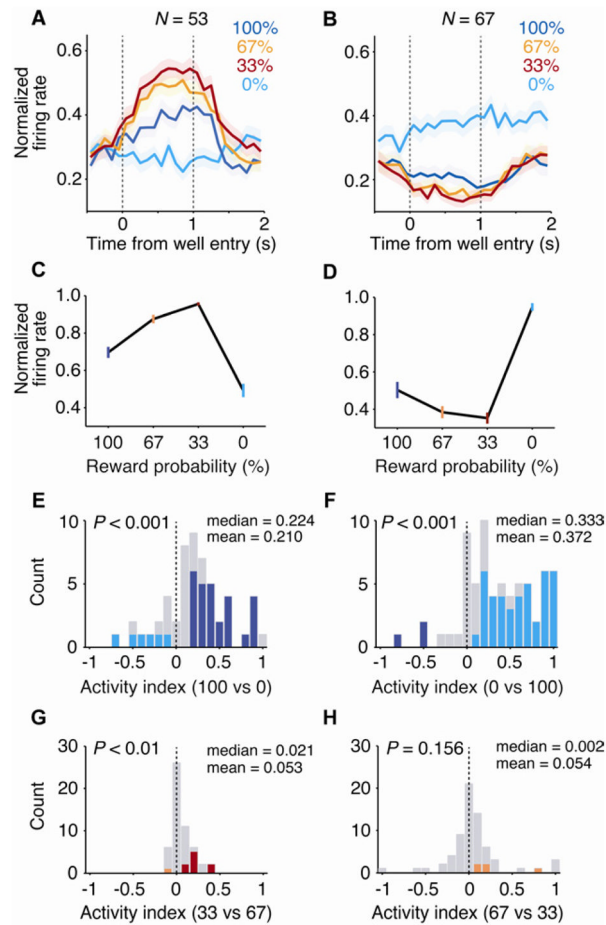 A N = 53
B N = 67
100%
67%
33%
0%
100%
67%
33%
0%
Normalized
firing rate
0.6
0.4
0.2
0 1 2
Time from well entry (s)
0.6
0.4
0.2
0 1 2
Time from well entry (s)
C
Normalized
firing rate
1.0
0.8
0.6
0.4
100 67 33 0
Reward probability (%)
D
1.0
0.8
0.6
0.4
100 67 33 0
Reward probability (%)
E
P < 0.001
median = 0.224
mean = 0.210
Count
10
5
0
-1 -0.5 0 0.5 1
Activity index (100 vs 0)
F
P < 0.001
median = 0.333
mean = 0.372
10
5
0
-1 -0.5 0 0.5 1
Activity index (0 vs 100)
G
P < 0.01
median = 0.021
mean = 0.053
Count
30
20
10
0
-1 -0.5 0 0.5 1
Activity index (33 vs 67)
H
P = 0.156
median = 0.002
mean = 0.054
30
20
10
0
-1 -0.5 0 0.5 1
Activity index (67 vs 33)